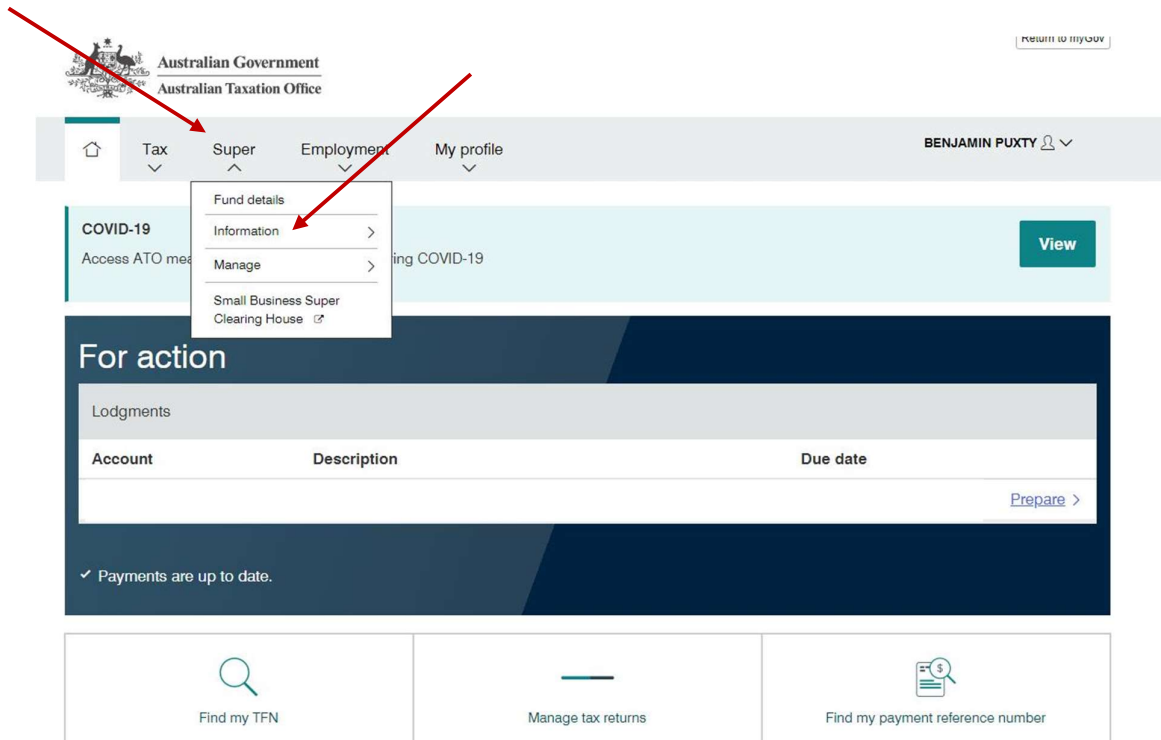 Return to myGov
Australian Government
Australian Taxation Office
Tax
Super
Employment
My profile
BENJAMIN PUXTY
Fund details
Information
Manage
Small Business Super
Clearing House
COVID-19
Access ATO mea
ing COVID-19
View
For action
Lodgments
Account Description Due date
Prepare >
✓ Payments are up to date.
Find my TFN
Manage tax returns
Find my payment reference number